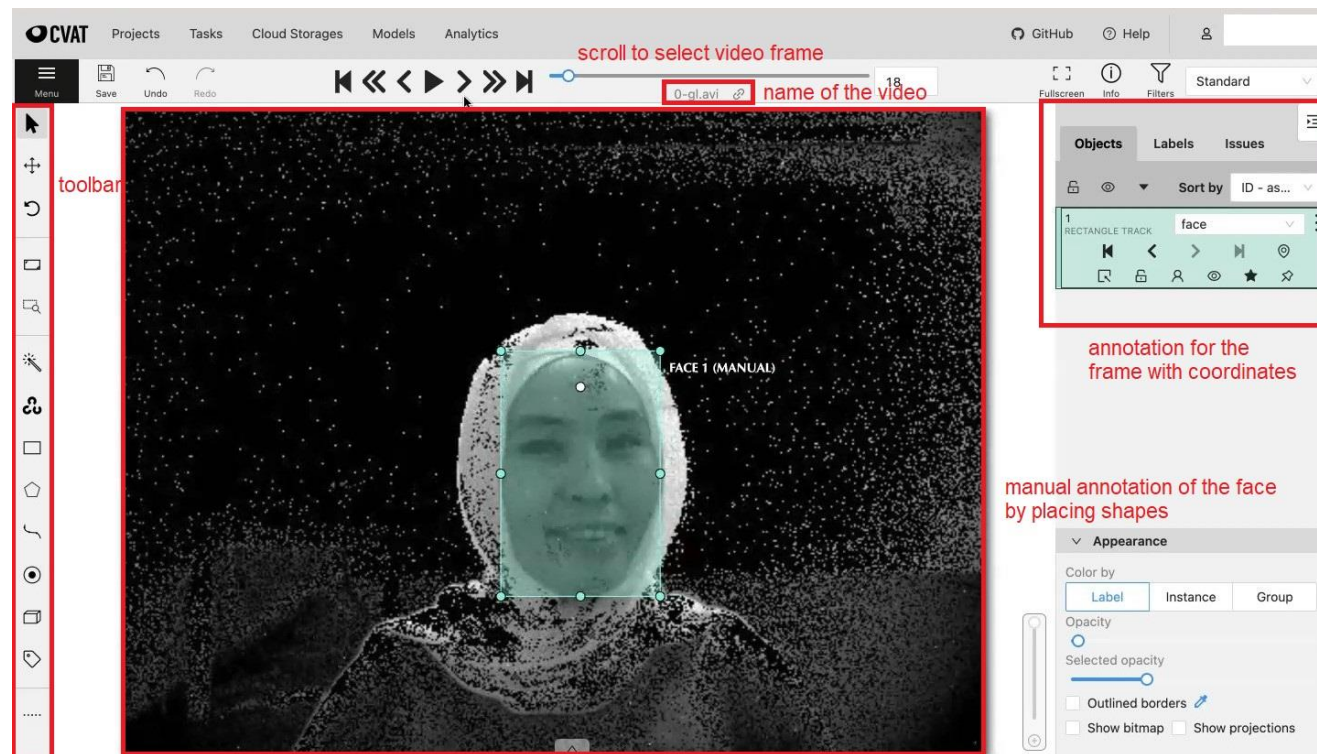 CVAT Projects Tasks Cloud Storages Models Analytics GitHub Help
scroll to select video frame
Menu Save Undo Redo 18 Fullscreen Info Filters Standard
0-gl.avi name of the video
toolbar
Objects Labels Issues
Sort by ID - as...
1 face
RECTANGLE TRACK
FACE 1 (MANUAL)
annotation for the
frame with coordinates
manual annotation of the face
by placing shapes
Appearance
Color by
Label Instance Group
Opacity
Selected opacity
Outlined borders
Show bitmap Show projections